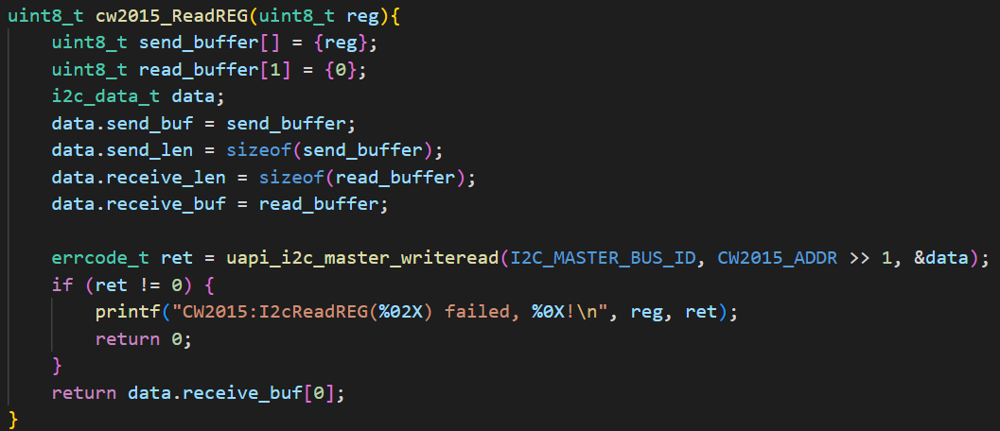 uint8_t cw2015_ReadREG(uint8_t reg){
    uint8_t send_buffer[] = {reg};
    uint8_t read_buffer[1] = {0};
    i2c_data_t data;
    data.send_buf = send_buffer;
    data.send_len = sizeof(send_buffer);
    data.receive_len = sizeof(read_buffer);
    data.receive_buf = read_buffer;

    errcode_t ret = uapi_i2c_master_writeread(I2C_MASTER_BUS_ID, CW2015_ADDR >> 1, &data);
    if (ret != 0) {
        printf("CW2015:I2cReadREG(%02X) failed, %0X!\n", reg, ret);
        return 0;
    }
    return data.receive_buf[0];
}